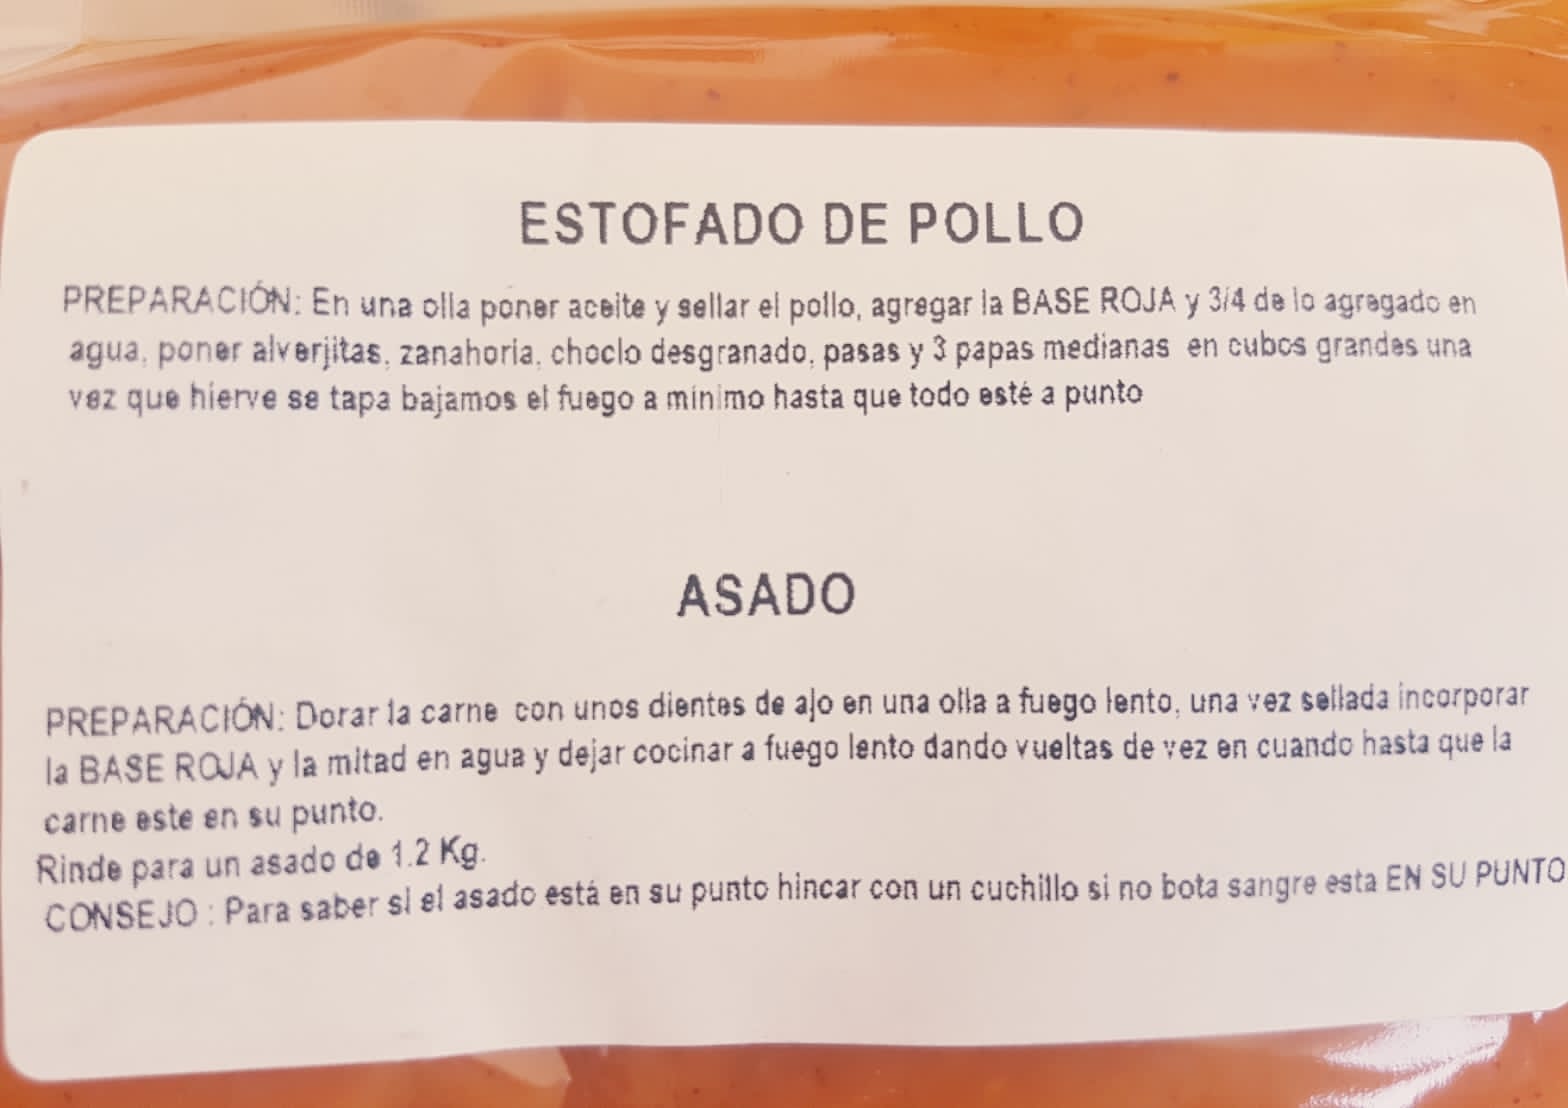 ESTOFADO DE POLLO
PREPARACIÓN: En una olla poner aceite y sellar el pollo, agregar la BASE ROJA y 3/4 de lo agregado en
agua, poner alverjitas, zanahoria, choclo desgranado, pasas y 3 papas medianas en cubos grandes una
vez que hierve se tapa bajamos el fuego a mínimo hasta que todo esté a punto
ASADO
PREPARACIÓN: Dorar la carne con unos dientes de ajo en una olla a fuego lento, una vez sellada incorporar
la BASE ROJA y la mitad en agua y dejar cocinar a fuego lento dando vueltas de vez en cuando hasta que la
carne este en su punto.
Rinde para un asado de 1.2 Kg.
CONSEJO : Para saber si el asado está en su punto hincar con un cuchillo si no bota sangre esta EN SU PUNTO